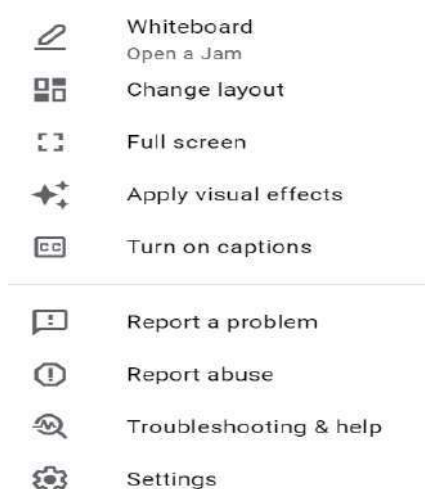 Whiteboard
Open a Jam
Change layout
Full screen
Apply visual effects
CC
Turn on captions
Report a problem
Report abuse
Troubleshooting & help
Settings